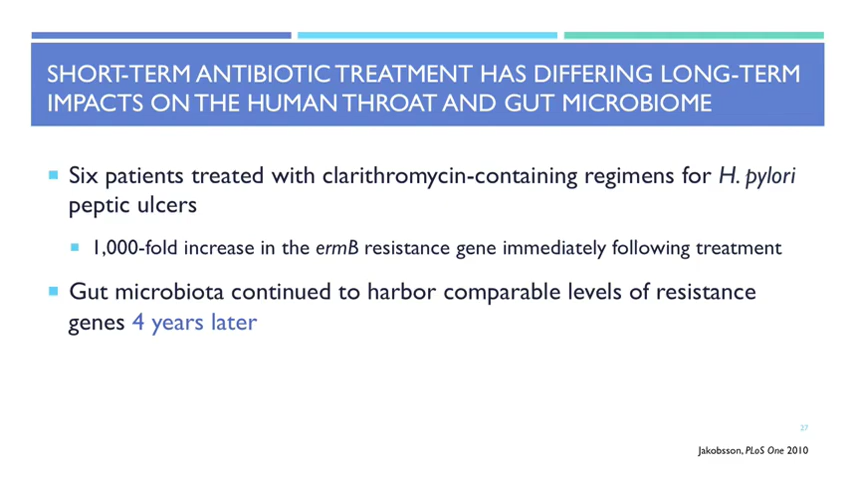 SHORT-TERM ANTIBIOTIC TREATMENT HAS DIFFERING LONG-TERM
IMPACTS ON THE HUMAN THROAT AND GUT MICROBIOME
Six patients treated with clarithromycin-containing regimens for H. pylori
peptic ulcers
1,000-fold increase in the ermB resistance gene immediately following treatment
Gut microbiota continued to harbor comparable levels of resistance
genes 4 years later
27
Jakobsson, PLoS One 2010